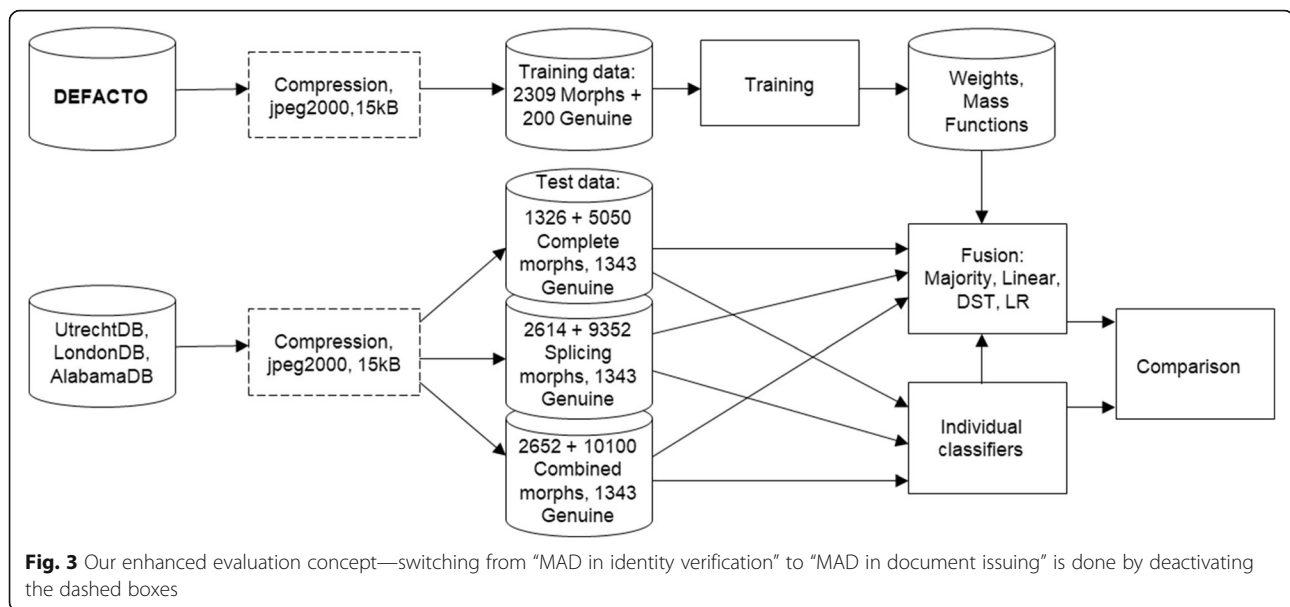 DEFACTO
Compression,
jpeg2000,15kB
Training data:
2309 Morphs +
200 Genuine
Training
Weights,
Mass
Functions
UtrechtDB,
LondonDB,
AlabamaDB
Compression,
jpeg2000, 15kB
Test data:
1326 + 5050
Complete
morphs, 1343
Genuine
2614 + 9352
Splicing
morphs, 1343
Genuine
2652 + 10100
Combined
morphs, 1343
Genuine
Fusion:
Majority, Linear,
DST, LR
Individual
classifiers
Comparison
Fig. 3 Our enhanced evaluation concept—switching from “MAD in identity verification” to “MAD in document issuing” is done by deactivating
the dashed boxes